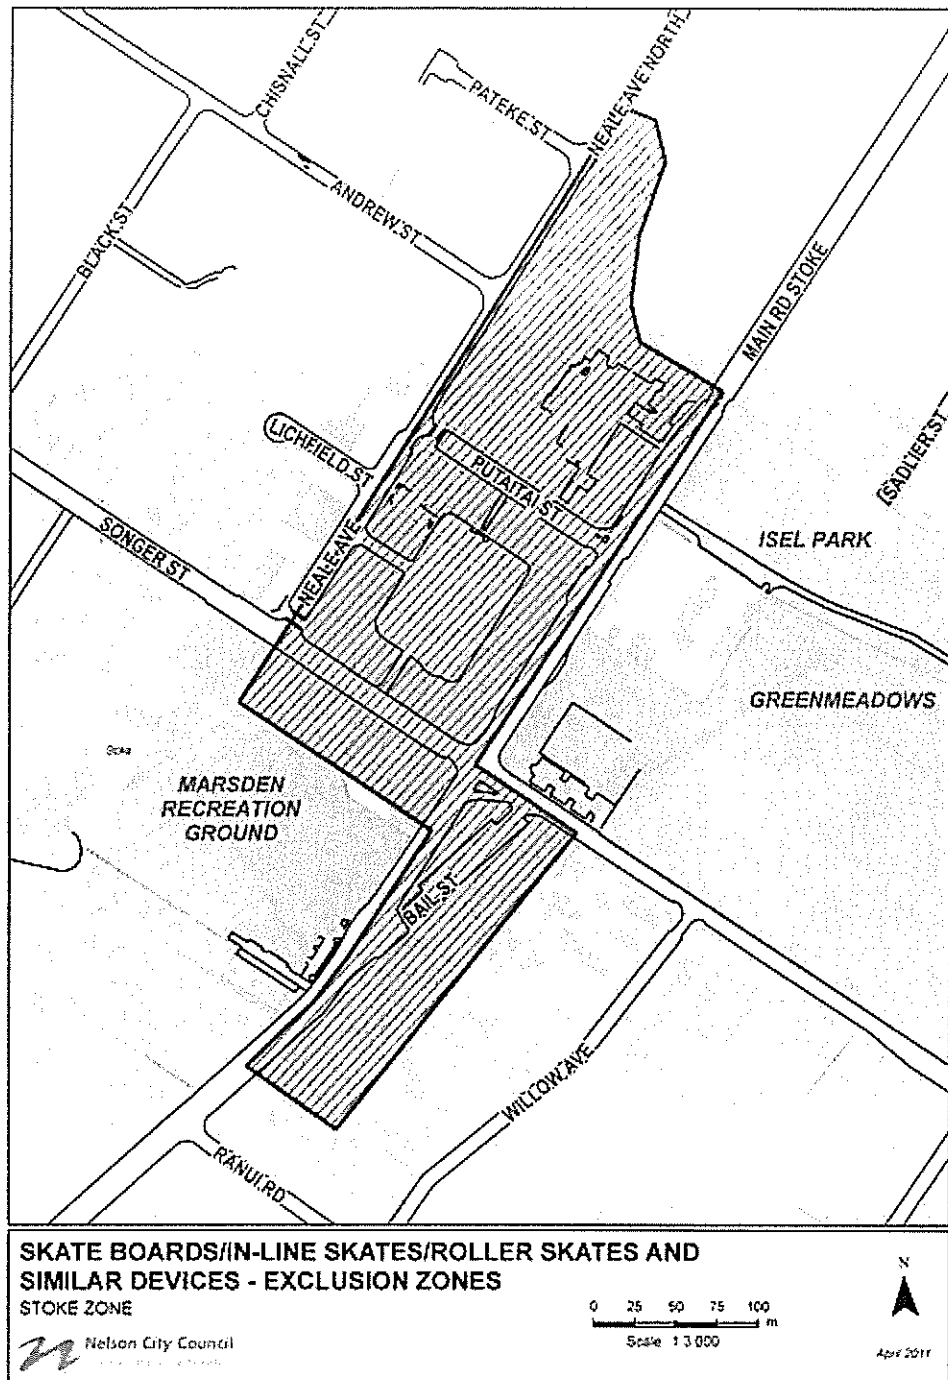 CHISNALL ST
PATEKE ST
NEALE AVE NORTH
BLACK ST
ANDREW ST
MAIN RD STOKE
LICHFIELD ST
PUTAITAI ST
SADLIER ST
SONGER ST
NEALE AVE
ISEL PARK
GREENMEADOWS
Stoke
MARSDEN
RECREATION
GROUND
BAIL ST
WILLOW AVE
RANUI RD
SKATE BOARDS/IN-LINE SKATES/ROLLER SKATES AND
SIMILAR DEVICES - EXCLUSION ZONES
STOKE ZONE
0 25 50 75 100
m
Scale 1:3 000
N
April 2011
Nelson City Council